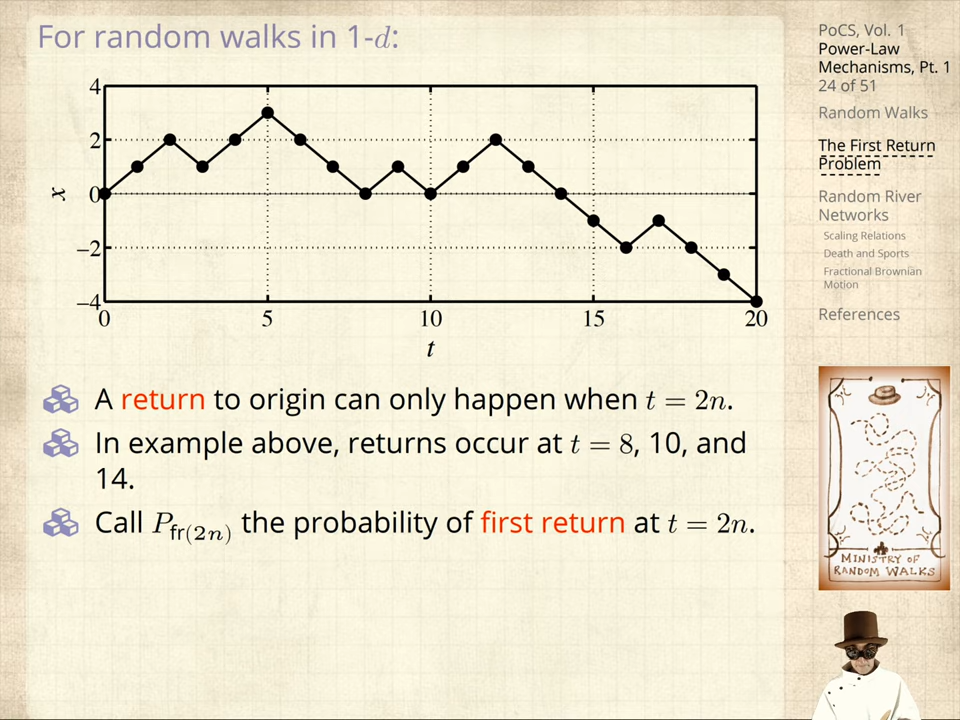 For random walks in 1-d:
4
2
0
−2
−4
x
0 5 10 15 20
t
A return to origin can only happen when t = 2n.
In example above, returns occur at t = 8, 10, and
14.
Call P_fr(2n) the probability of first return at t = 2n.
PoCS, Vol. 1
Power-Law
Mechanisms, Pt. 1
24 of 51
Random Walks
The First Return
Problem
Random River
Networks
Scaling Relations
Death and Sports
Fractional Brownian
Motion
References
MINISTRY OF
RANDOM WALKS